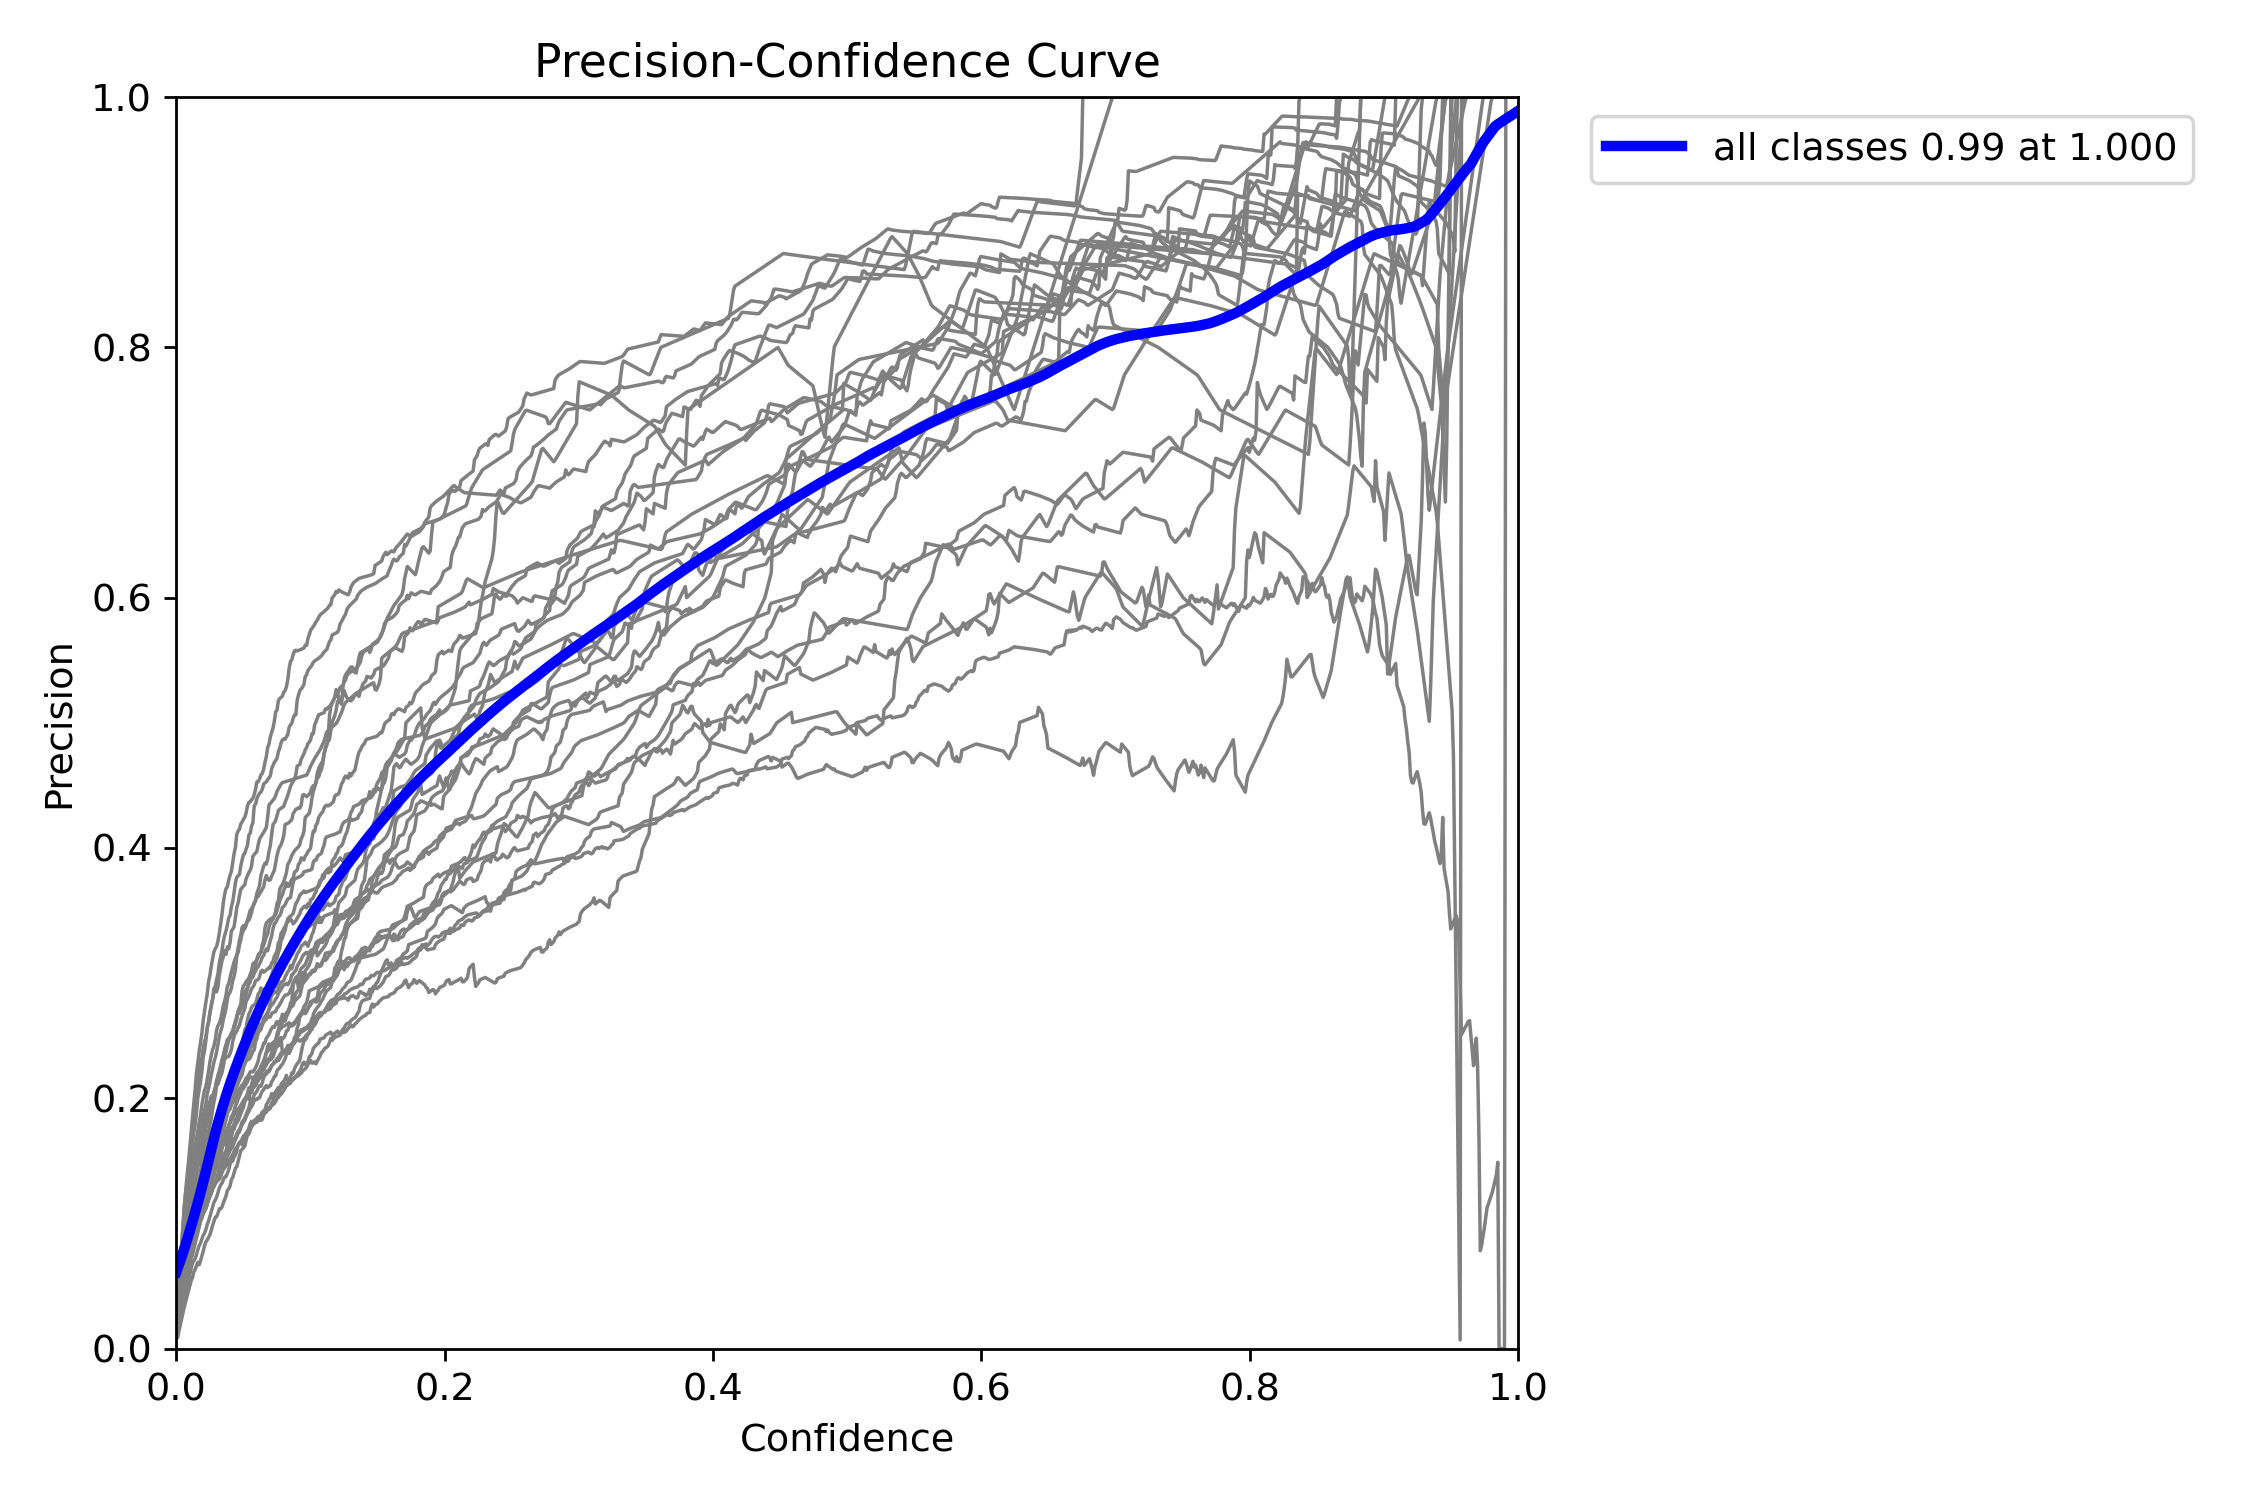 Precision-Confidence Curve
all classes 0.99 at 1.000
Precision
1.0
0.8
0.6
0.4
0.2
0.0
0.0 0.2 0.4 0.6 0.8 1.0
Confidence